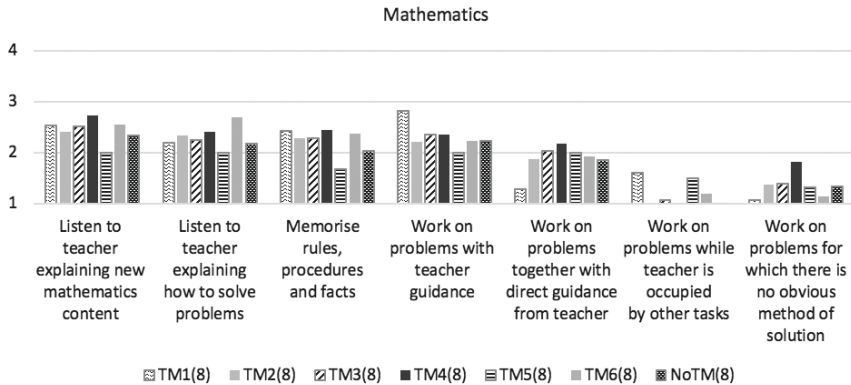 Mathematics
4
3
2
1
Listen to
teacher
explaining new
mathematics
content
Listen to
teacher
explaining
how to solve
problems
Memorise
rules,
procedures
and facts
Work on
problems with
teacher
guidance
Work on
problems
together with
direct guidance
from teacher
Work on
problems while
teacher is
occupied
by other tasks
Work on
problems for
which there is
no obvious
method of
solution
TM1(8) TM2(8) TM3(8) TM4(8) TM5(8) TM6(8) NoTM(8)